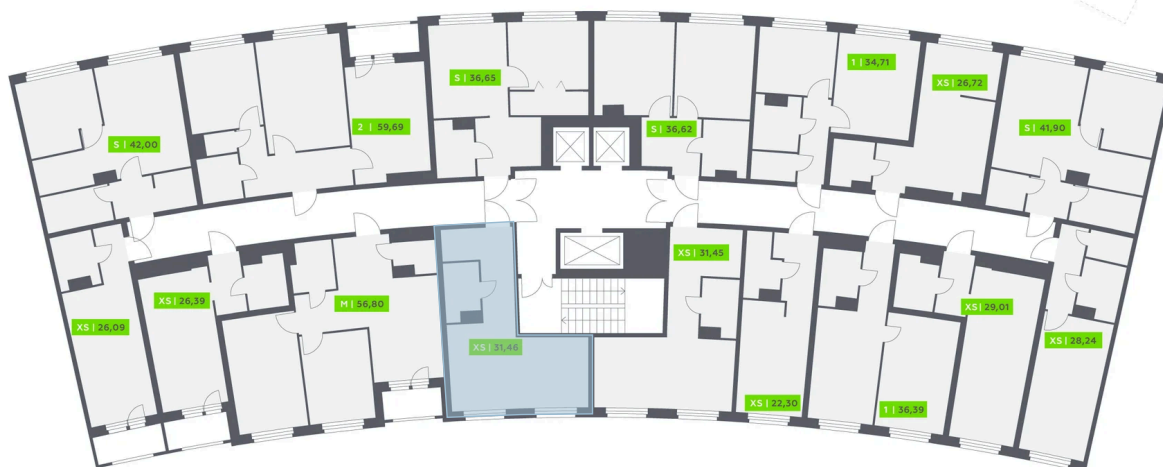 1 | 34,71
S | 36,65
XS | 26,72
2 | 59,69
S | 36,62
S | 41,90
S | 42,00
XS | 31,45
XS | 26,39
M | 56,80
XS | 29,01
XS | 26,09
XS | 31,46
XS | 28,24
XS | 22,30
1 | 36,39